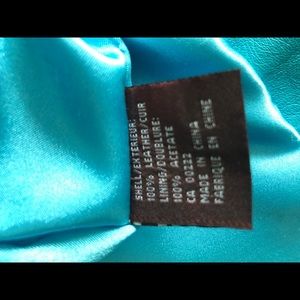 SHELL/EXTERIEUR:
100% LEATHER/CUIR
LINING/DOUBLURE:
100% ACETATE
CA 00222
MADE IN CHINA
FABRIQUE EN CHINE